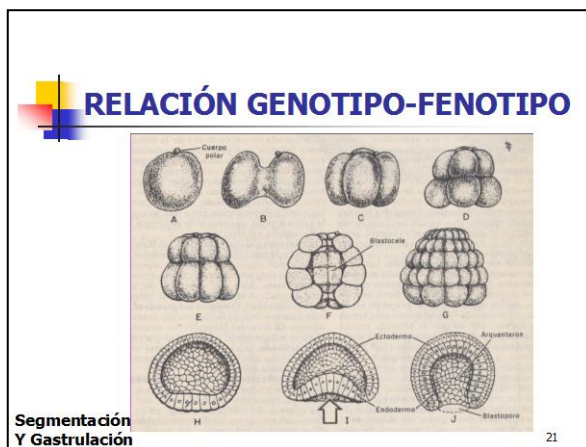 RELACIÓN GENOTIPO-FENOTIPO
Cuerpo
polar
A
B
C
D
Blastocele
E
F
G
Ectodermo
Arquenteron
Endodermo
Blastoporo
H
I
J
Segmentación
Y Gastrulación
21